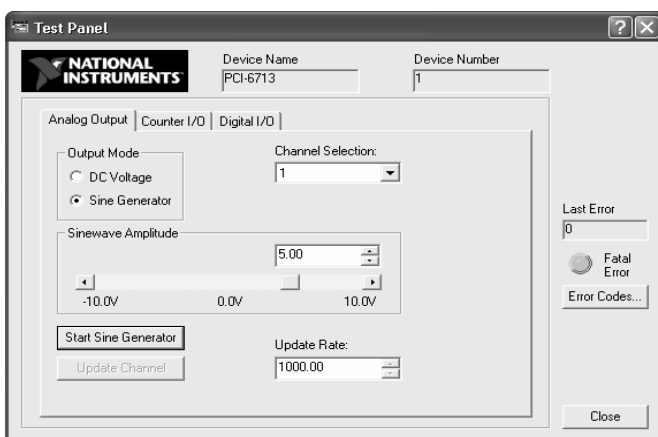 Test Panel
NATIONAL INSTRUMENTS
Device Name
PCI-6713
Device Number
1
Analog Output
Counter I/O
Digital I/O
Output Mode
DC Voltage
Sine Generator
Channel Selection:
1
Sinewave Amplitude
5.00
-10.0V 0.0V 10.0V
Start Sine Generator
Update Channel
Update Rate:
1000.00
Last Error
0
Fatal
Error
Error Codes...
Close